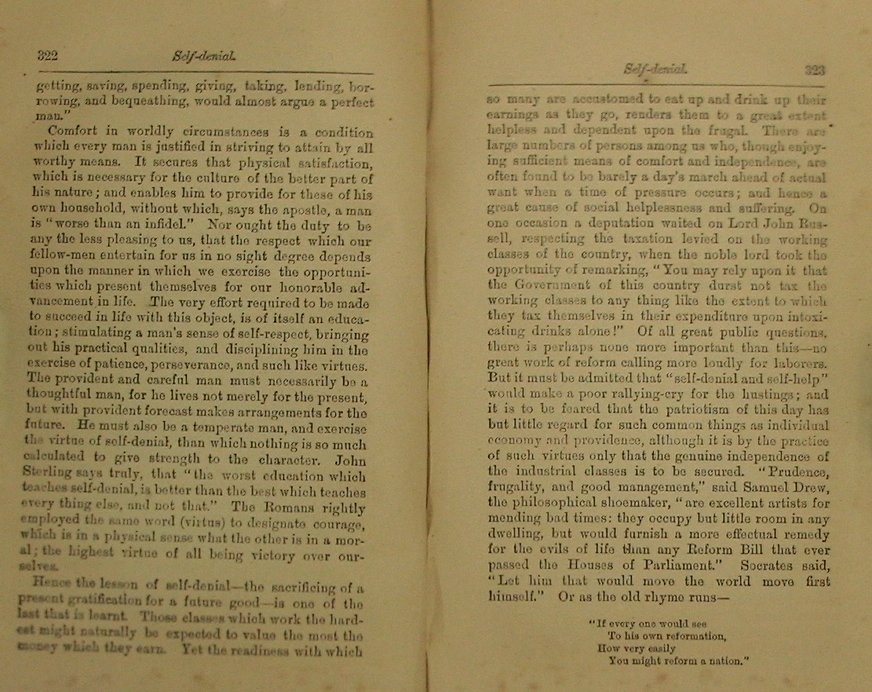 322
Self-denial.
getting, saving, spending, giving, taking, lending, bor-
rowing, and bequeathing, would almost argue a perfect
man."
Comfort in worldly circumstances is a condition
which every man is justified in striving to attain by all
worthy means. It secures that physical satisfaction,
which is necessary for the culture of the better part of
his nature; and enables him to provide for these of his
own household, without which, says the apostle, a man
is "worse than an infidel." Nor ought the duty to be
any the less pleasing to us, that the respect which our
fellow-men entertain for us in no sight degree depends
upon the manner in which we exercise the opportuni-
ties which present themselves for our honorable ad-
vancement in life. The very effort required to be made
to succeed in life with this object, is of itself an educa-
tion; stimulating a man's sense of self-respect, bringing
out his practical qualities, and disciplining him in the
exercise of patience, perseverance, and such like virtues.
The provident and careful man must necessarily be a
thoughtful man, for he lives not merely for the present,
but with provident forecast makes arrangements for the
future. He must also be a temperate man, and exercise
the virtue of self-denial, than which nothing is so much
calculated to give strength to the character. John
Sterling says truly, that "the worst education which
teaches self-denial, is better than the best which teaches
every thing else, and not that." The Romans rightly
employed the same word (virtus) to designate courage,
which is in a physical sense what the other is in a mor-
al; the highest virtue of all being victory over our-
selves.
Hence the lesson of self-denial—the sacrificing of a
present gratification for a future good—is one of the
last that is learnt. Those classes which work the hard-
est might naturally be expected to value the most the
money which they earn. Yet the readiness with which
Self-denial.
323
so many are accustomed to eat up and drink up their
earnings as they go, renders them to a great extent
helpless and dependent upon the frugal. There are
large numbers of persons among us who, though enjoy-
ing sufficient means of comfort and independence, are
often found to be barely a day's march ahead of actual
want when a time of pressure occurs; and hence a
great cause of social helplessness and suffering. On
one occasion a deputation waited on Lord John Rus-
sell, respecting the taxation levied on the working
classes of the country, when the noble lord took the
opportunity of remarking, "You may rely upon it that
the Government of this country durst not tax the
working classes to any thing like the extent to which
they tax themselves in their expenditure upon intoxi-
cating drinks alone!" Of all great public questions,
there is perhaps none more important than this—no
great work of reform calling more loudly for laborers.
But it must be admitted that "self-denial and self-help"
would make a poor rallying-cry for the hustings; and
it is to be feared that the patriotism of this day has
but little regard for such common things as individual
economy and providence, although it is by the practice
of such virtues only that the genuine independence of
the industrial classes is to be secured. "Prudence,
frugality, and good management," said Samuel Drew,
the philosophical shoemaker, "are excellent artists for
mending bad times: they occupy but little room in any
dwelling, but would furnish a more effectual remedy
for the evils of life than any Reform Bill that ever
passed the Houses of Parliament." Socrates said,
"Let him that would move the world move first
himself." Or as the old rhyme runs—
"If every one would see
To his own reformation,
How very easily
You might reform a nation."